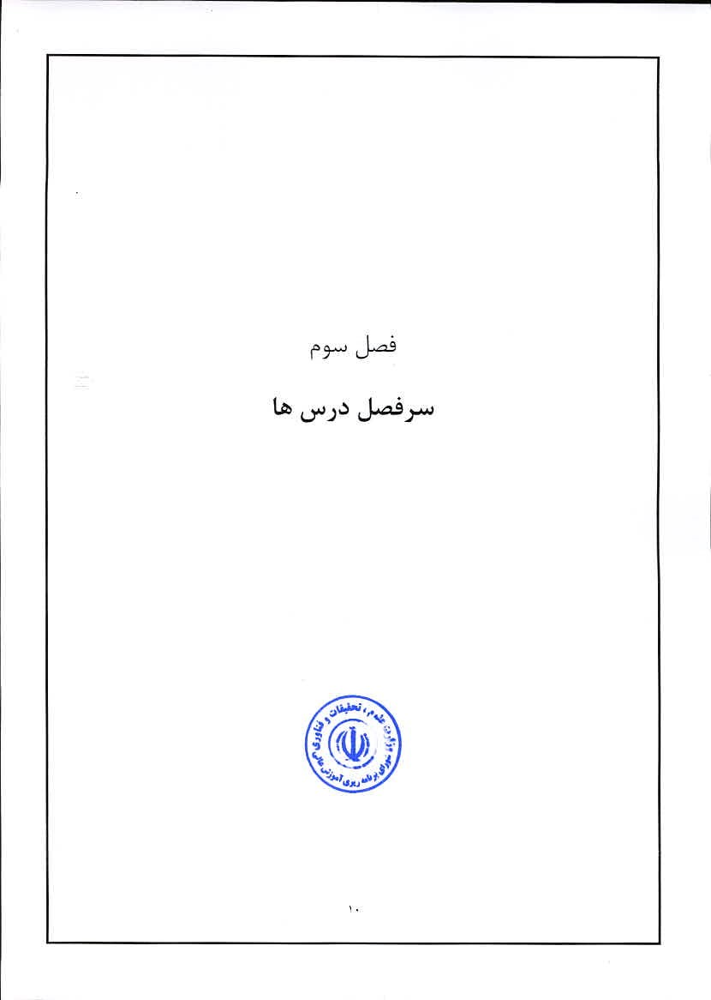 فصل سوم
سرفصل درس ها
وزارت علوم ، تحقیقات و فناوری
شورای برنامه ریزی آموزش عالی
۱۰